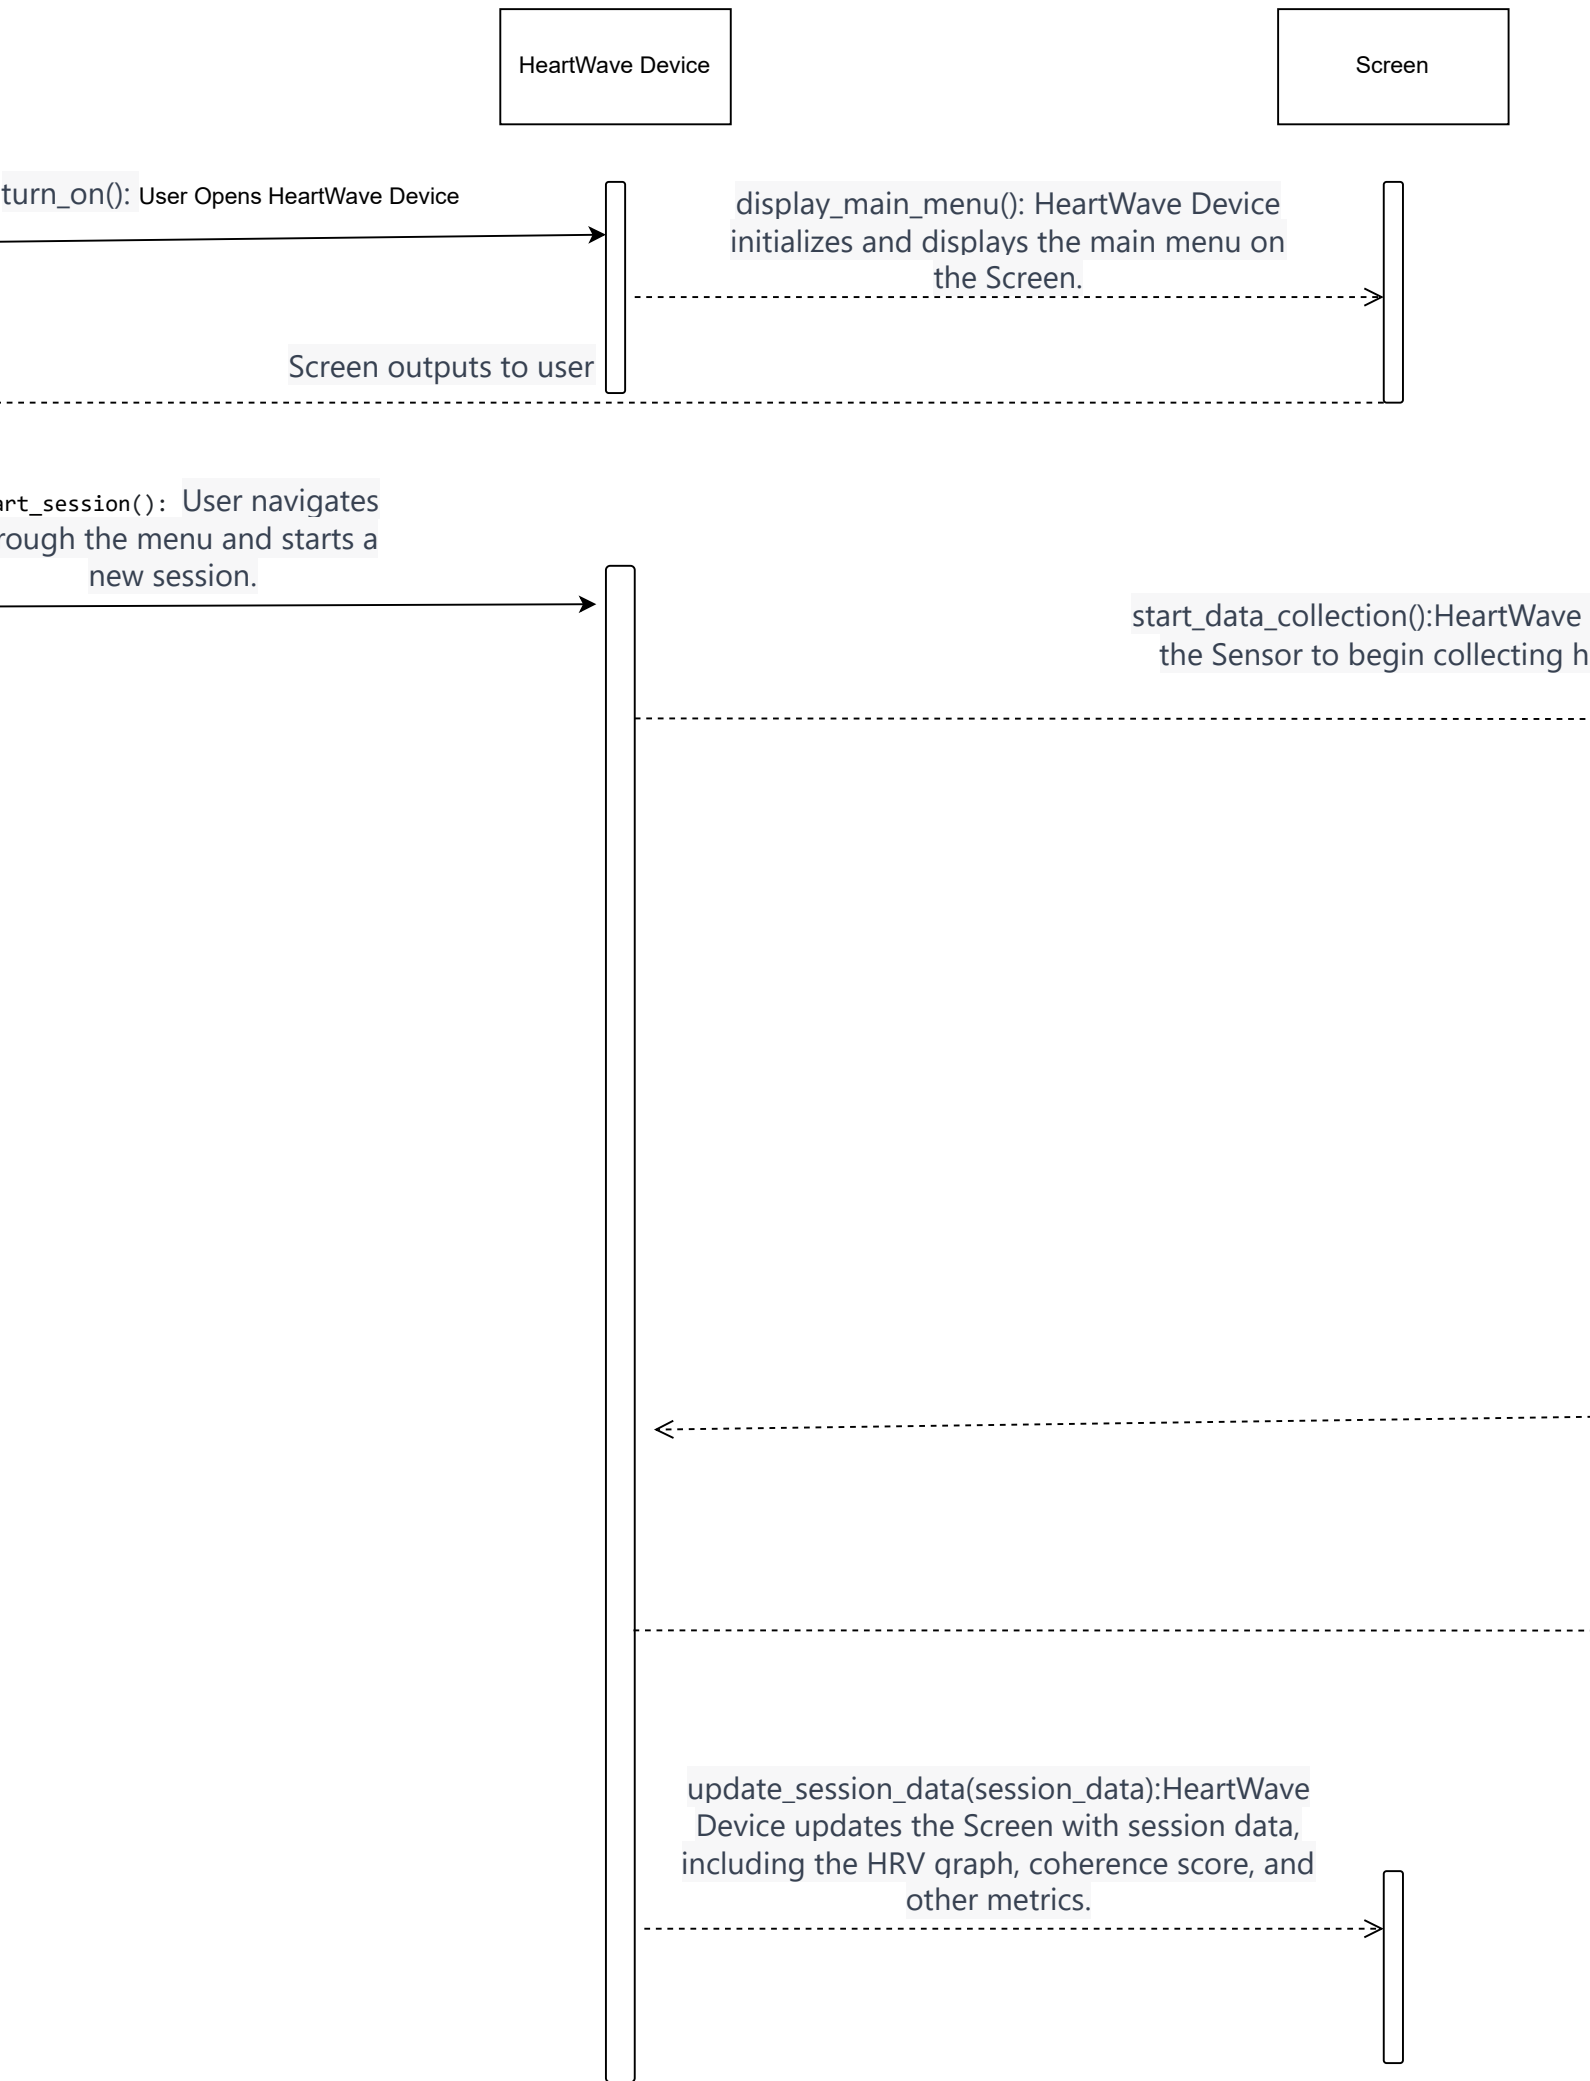 HeartWave Device
Screen
turn_on(): User Opens HeartWave Device
display_main_menu(): HeartWave Device
initializes and displays the main menu on
the Screen.
Screen outputs to user
art_session(): User navigates
rough the menu and starts a
new session.
start_data_collection():HeartWave
the Sensor to begin collecting h
update_session_data(session_data):HeartWave
Device updates the Screen with session data,
including the HRV graph, coherence score, and
other metrics.